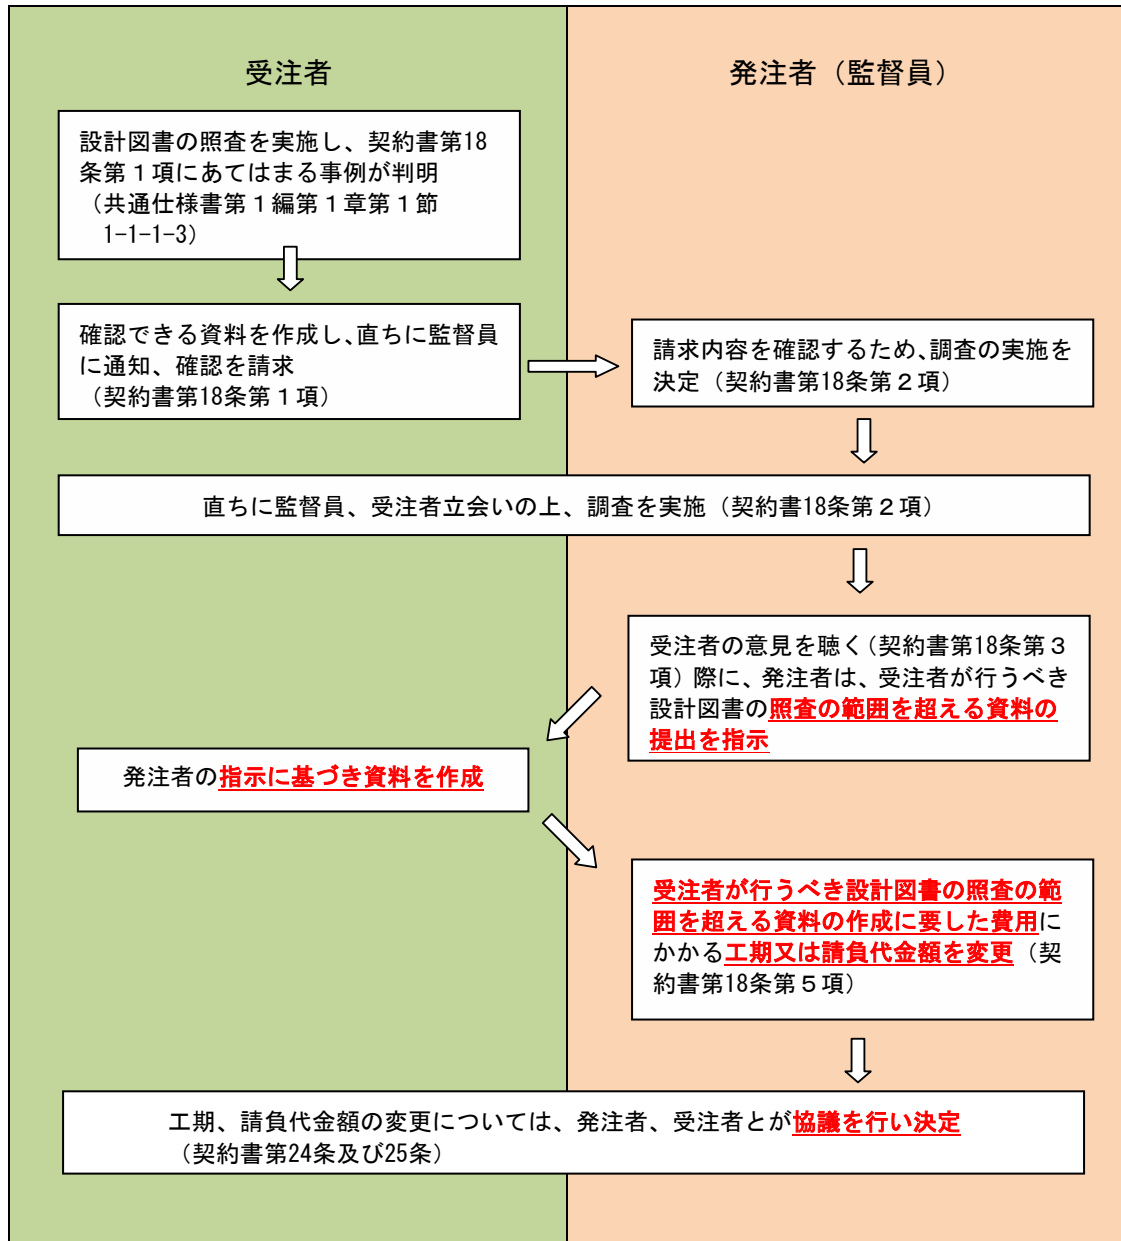 受注者
発注者（監督員）
設計図書の照査を実施し、契約書第18
条第１項にあてはまる事例が判明
（共通仕様書第１編第１章第１節
1-1-1-3）
確認できる資料を作成し、直ちに監督員
に通知、確認を請求
（契約書第18条第１項）
請求内容を確認するため、調査の実施を
決定（契約書第18条第２項）
直ちに監督員、受注者立会いの上、調査を実施（契約書18条第２項）
受注者の意見を聴く（契約書第18条第３
項）際に、発注者は、受注者が行うべき
設計図書の照査の範囲を超える資料の
提出を指示
発注者の指示に基づき資料を作成
受注者が行うべき設計図書の照査の範
囲を超える資料の作成に要した費用に
かかる工期又は請負代金額を変更（契
約書第18条第５項）
工期、請負代金額の変更については、発注者、受注者とが協議を行い決定
（契約書第24条及び25条）